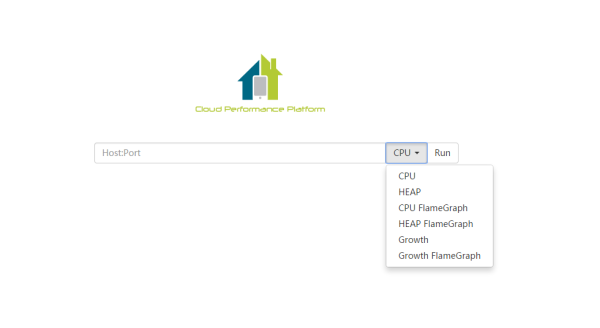 Cloud Performance Platform
Host:Port CPU Run
CPU
HEAP
CPU FlameGraph
HEAP FlameGraph
Growth
Growth FlameGraph